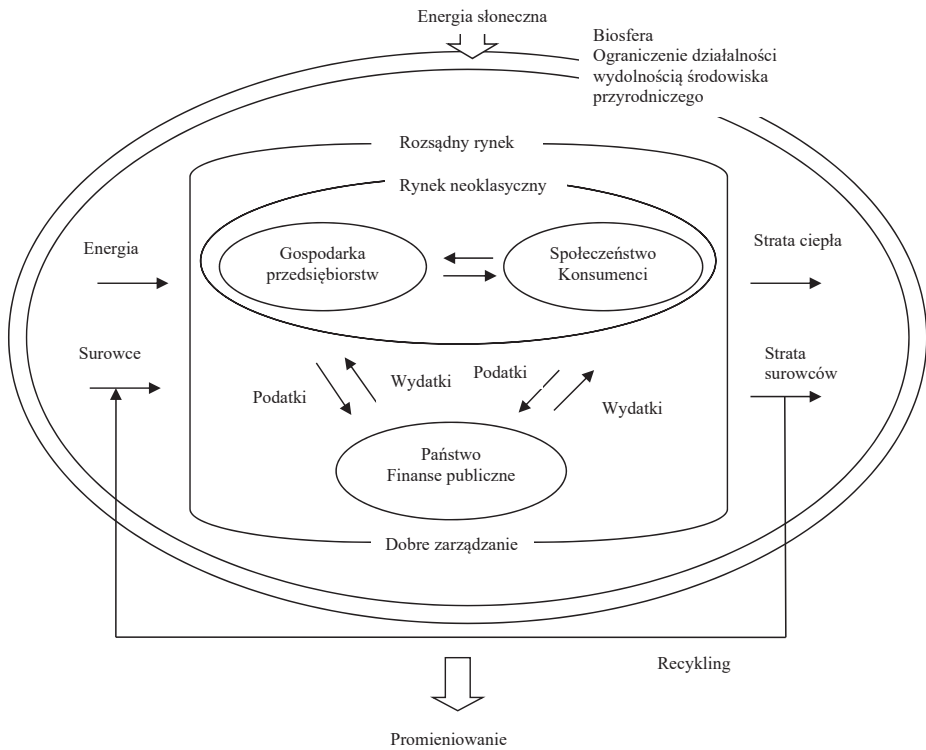 Energia słoneczna
Biosfera
Ograniczenie działalności
wydolnością środowiska
przyrodniczego
Rozsądny rynek
Rynek neoklasyczny
Energia
Gospodarka
przedsiębiorstw
Społeczeństwo
Konsumenci
Strata ciepła
Surowce
Podatki
Wydatki
Podatki
Wydatki
Strata
surowców
Państwo
Finanse publiczne
Dobre zarządzanie
Recykling
Promieniowanie